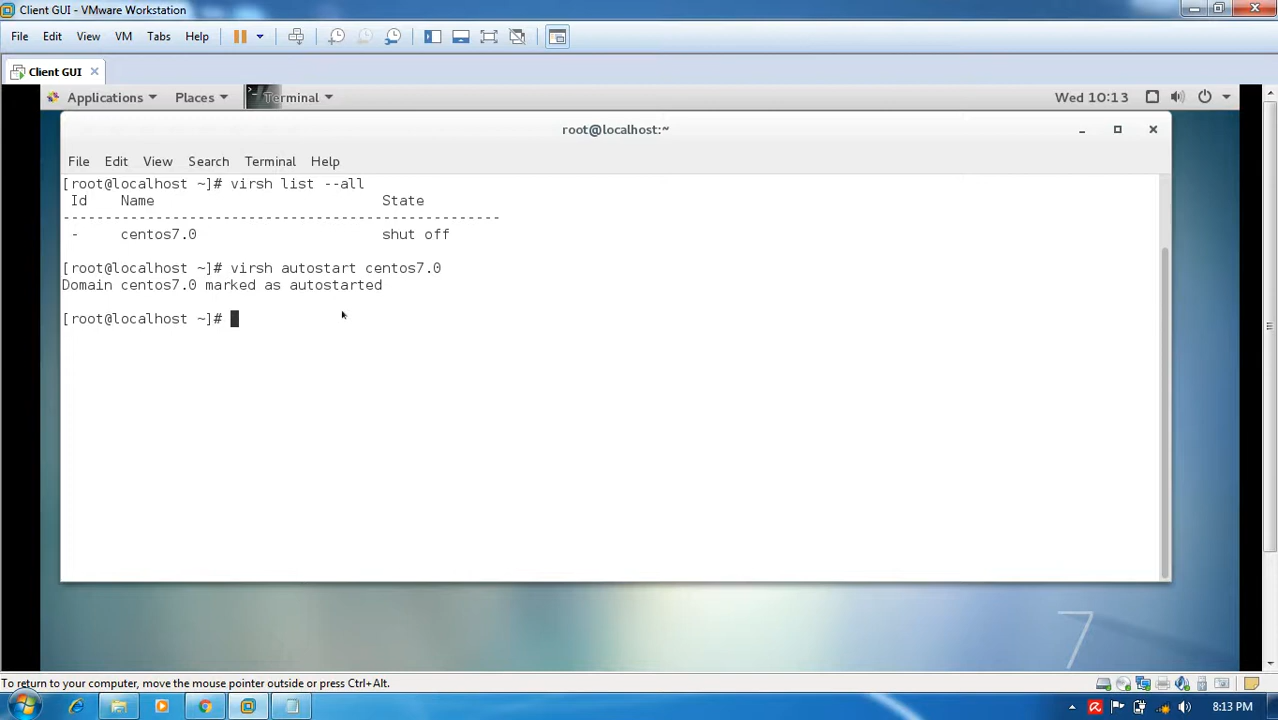 Client GUI - VMware Workstation
File Edit View VM Tabs Help
Client GUI
Applications Places Terminal Wed 10:13
root@localhost:~
File Edit View Search Terminal Help
[root@localhost ~]# virsh list --all
Id Name State
----------------------------------------------------
- centos7.0 shut off
[root@localhost ~]# virsh autostart centos7.0
Domain centos7.0 marked as autostarted
[root@localhost ~]#
7
To return to your computer, move the mouse pointer outside or press Ctrl+Alt.
8:13 PM